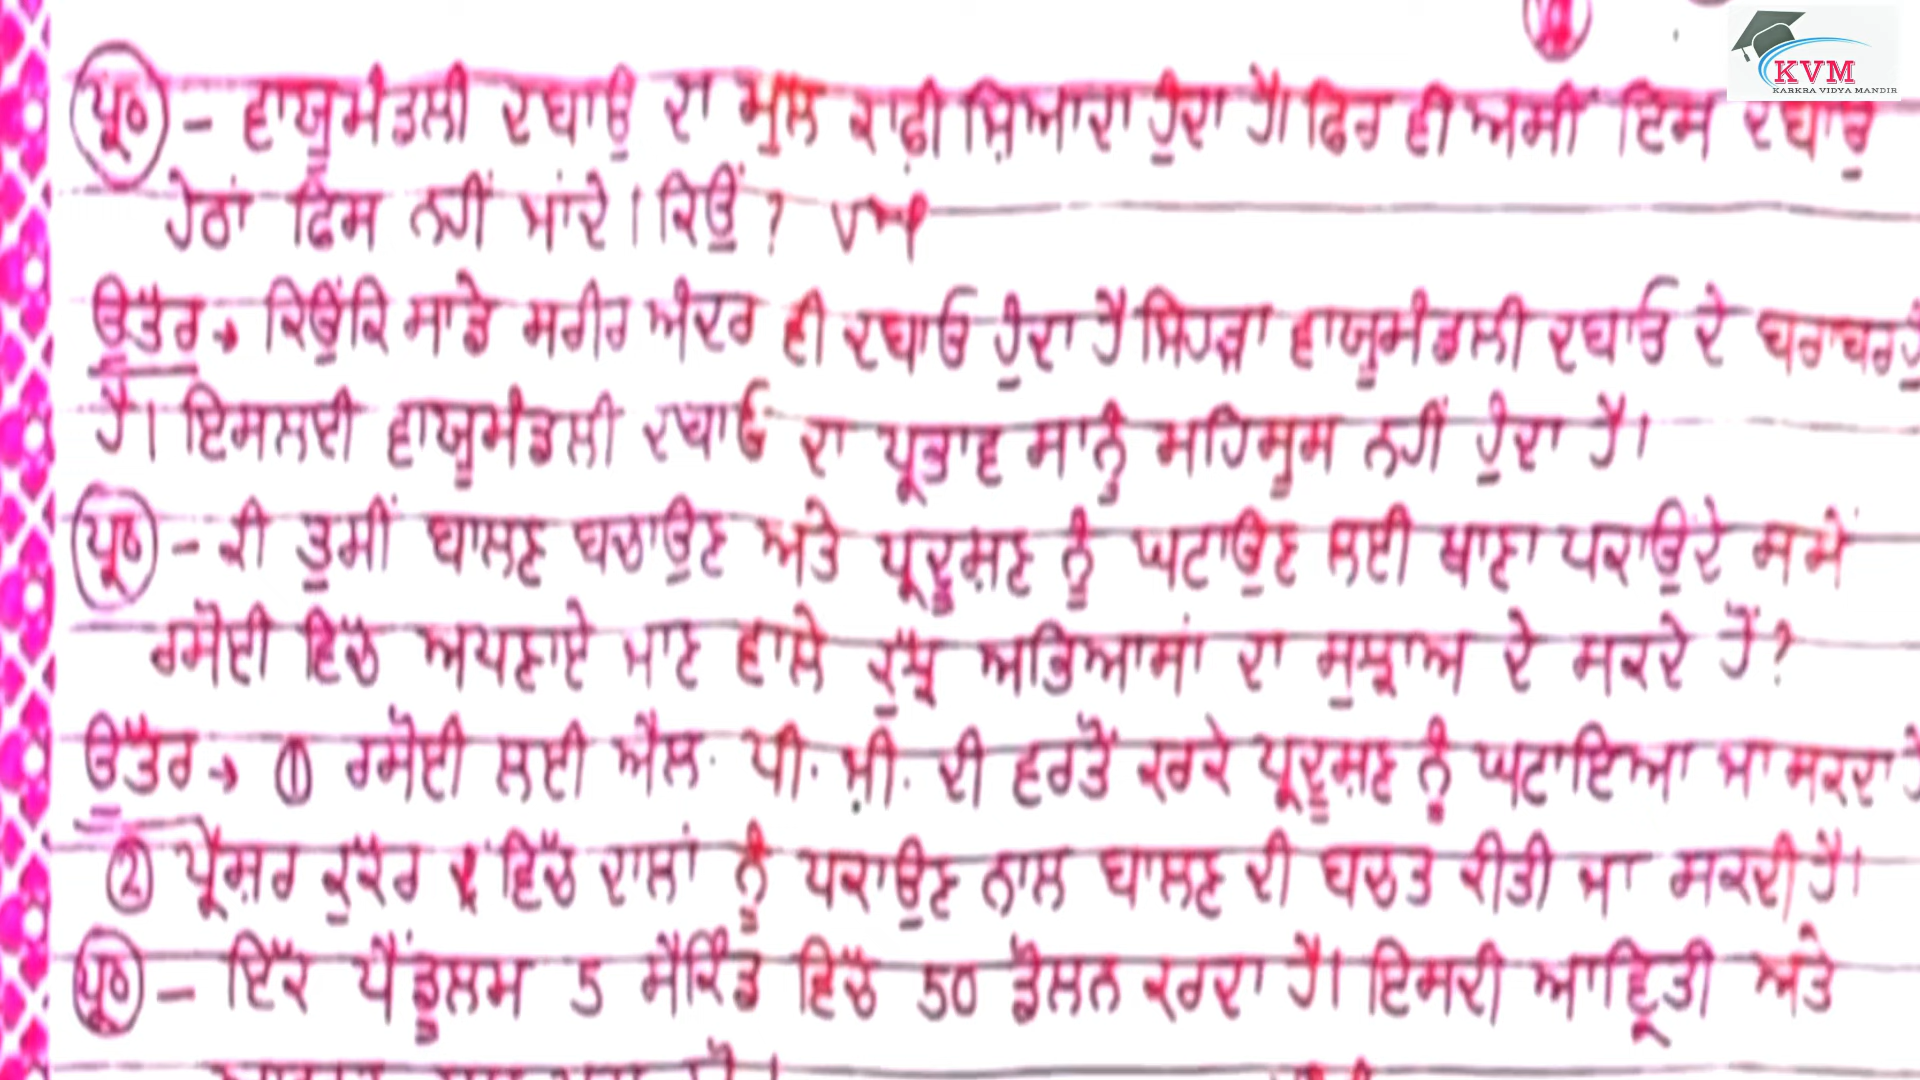 KVM
KARKRA VIDYA MANDIR
ਪ੍ਰ੦ - ਵਾਯੂਮੰਡਲੀ ਦਬਾਉ ਦਾ ਮੁੱਲ ਕਾਫ਼ੀ ਜ਼ਿਆਦਾ ਹੁੰਦਾ ਹੈ। ਫਿਰ ਵੀ ਅਸੀਂ ਇਸ ਦਬਾਉ
ਹੇਠਾਂ ਫਿਸ ਨਹੀਂ ਜਾਂਦੇ। ਕਿਉਂ?
ਉੱਤਰ → ਕਿਉਂਕਿ ਸਾਡੇ ਸਰੀਰ ਅੰਦਰ ਵੀ ਦਬਾਓ ਹੁੰਦਾ ਹੈ ਜਿਹੜਾ ਵਾਯੂਮੰਡਲੀ ਦਬਾਓ ਦੇ ਬਰਾਬਰ
ਹੈ। ਇਸਲਈ ਵਾਯੂਮੰਡਲੀ ਦਬਾਓ ਦਾ ਪ੍ਰਭਾਵ ਸਾਨੂੰ ਮਹਿਸੂਸ ਨਹੀਂ ਹੁੰਦਾ ਹੈ।
ਪ੍ਰ੦ - ਕੀ ਤੁਸੀਂ ਬਾਲਣ ਬਚਾਉਣ ਅਤੇ ਪ੍ਰਦੂਸ਼ਣ ਨੂੰ ਘਟਾਉਣ ਲਈ ਖਾਣਾ ਪਕਾਉਂਦੇ ਸਮੇਂ
ਰਸੋਈ ਵਿੱਚ ਅਪਣਾਏ ਜਾਣ ਵਾਲੇ ਕੁੱਝ ਅਭਿਆਸਾਂ ਦਾ ਸੁਝਾਅ ਦੇ ਸਕਦੇ ਹੋਂ?
ਉੱਤਰ → ① ਰਸੋਈ ਲਈ ਐਲ. ਪੀ. ਜ਼ੀ. ਦੀ ਵਰਤੋਂ ਕਰਕੇ ਪ੍ਰਦੂਸ਼ਣ ਨੂੰ ਘਟਾਇਆ ਜਾ ਸਕਦਾ
② ਪ੍ਰੈਸ਼ਰ ਕੁੱਕਰ ਵਿੱਚ ਦਾਲਾਂ ਨੂੰ ਪਕਾਉਣ ਨਾਲ ਬਾਲਣ ਦੀ ਬਚਤ ਕੀਤੀ ਜਾ ਸਕਦੀ ਹੈ।
ਪ੍ਰ੦ - ਇੱਕ ਪੈਂਡੂਲਮ 5 ਸੈਕਿੰਡ ਵਿੱਚ 50 ਡੋਲਨ ਕਰਦਾ ਹੈ। ਇਸਦੀ ਆਵ੍ਰਿਤੀ ਅਤੇ